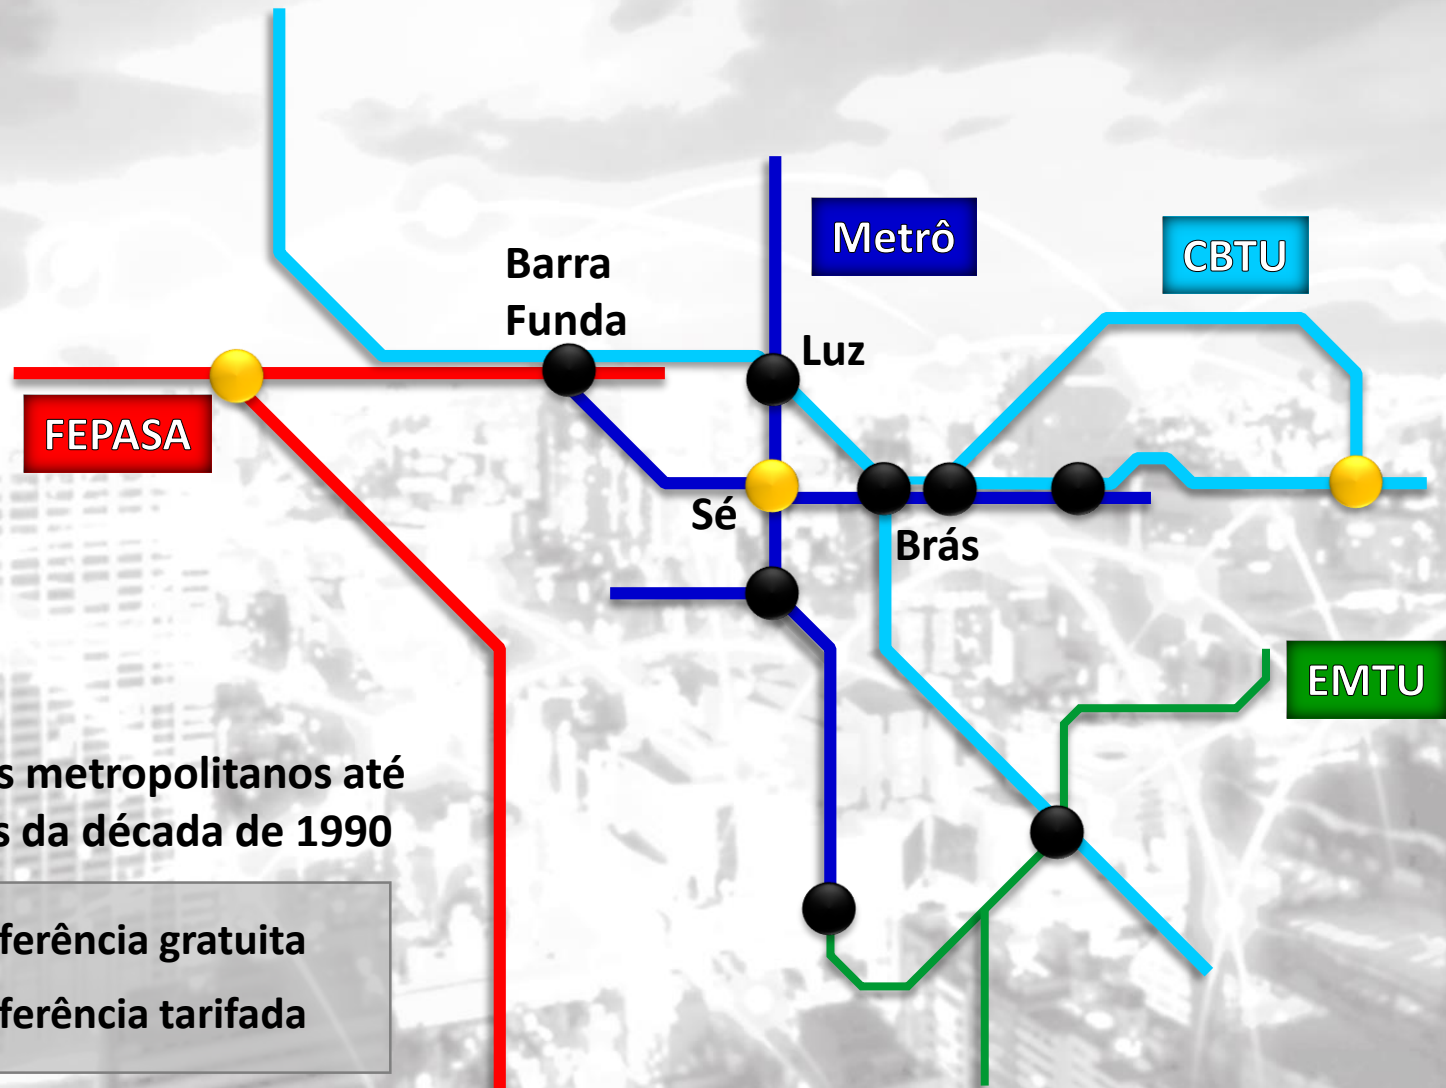 Metrô
CBTU
Barra
Funda
Luz
FEPASA
Sé
Brás
EMTU
s metropolitanos até
s da década de 1990
ferência gratuita
ferência tarifada